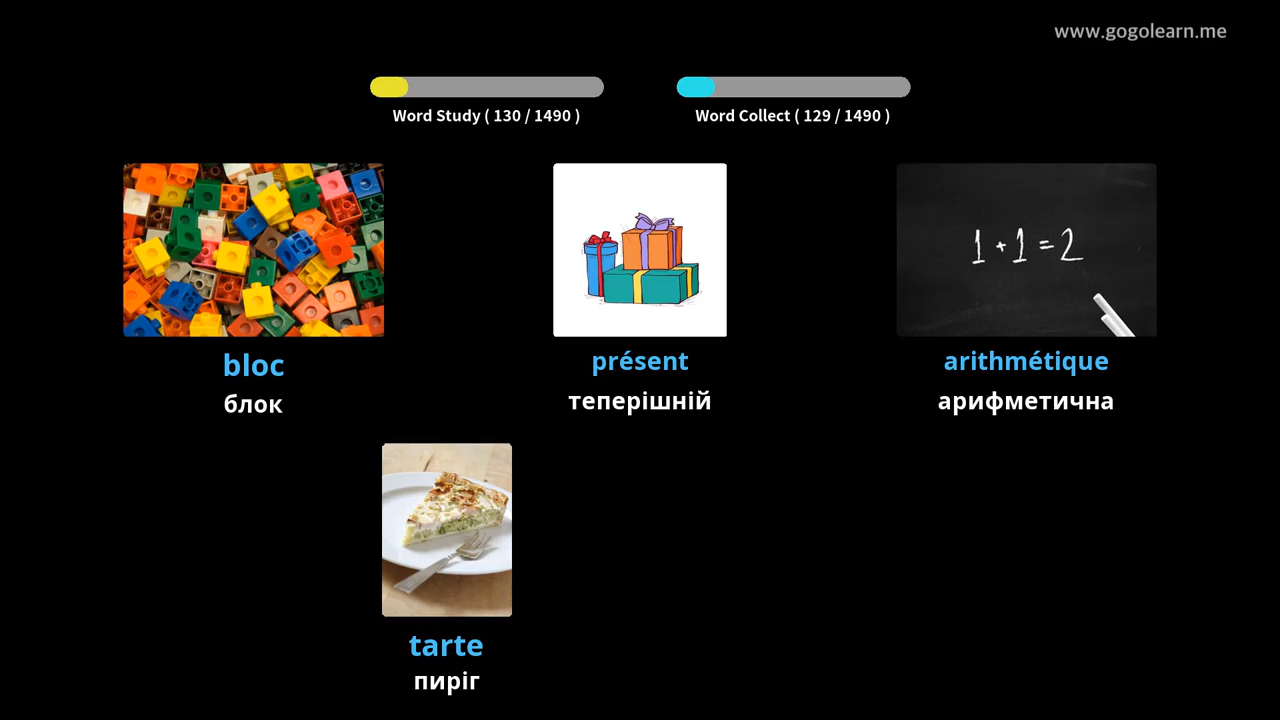 www.gogolearn.me
Word Study ( 130 / 1490 )
Word Collect ( 129 / 1490 )
1 + 1 = 2
bloc
présent
arithmétique
блок
теперішній
арифметична
tarte
пиріг